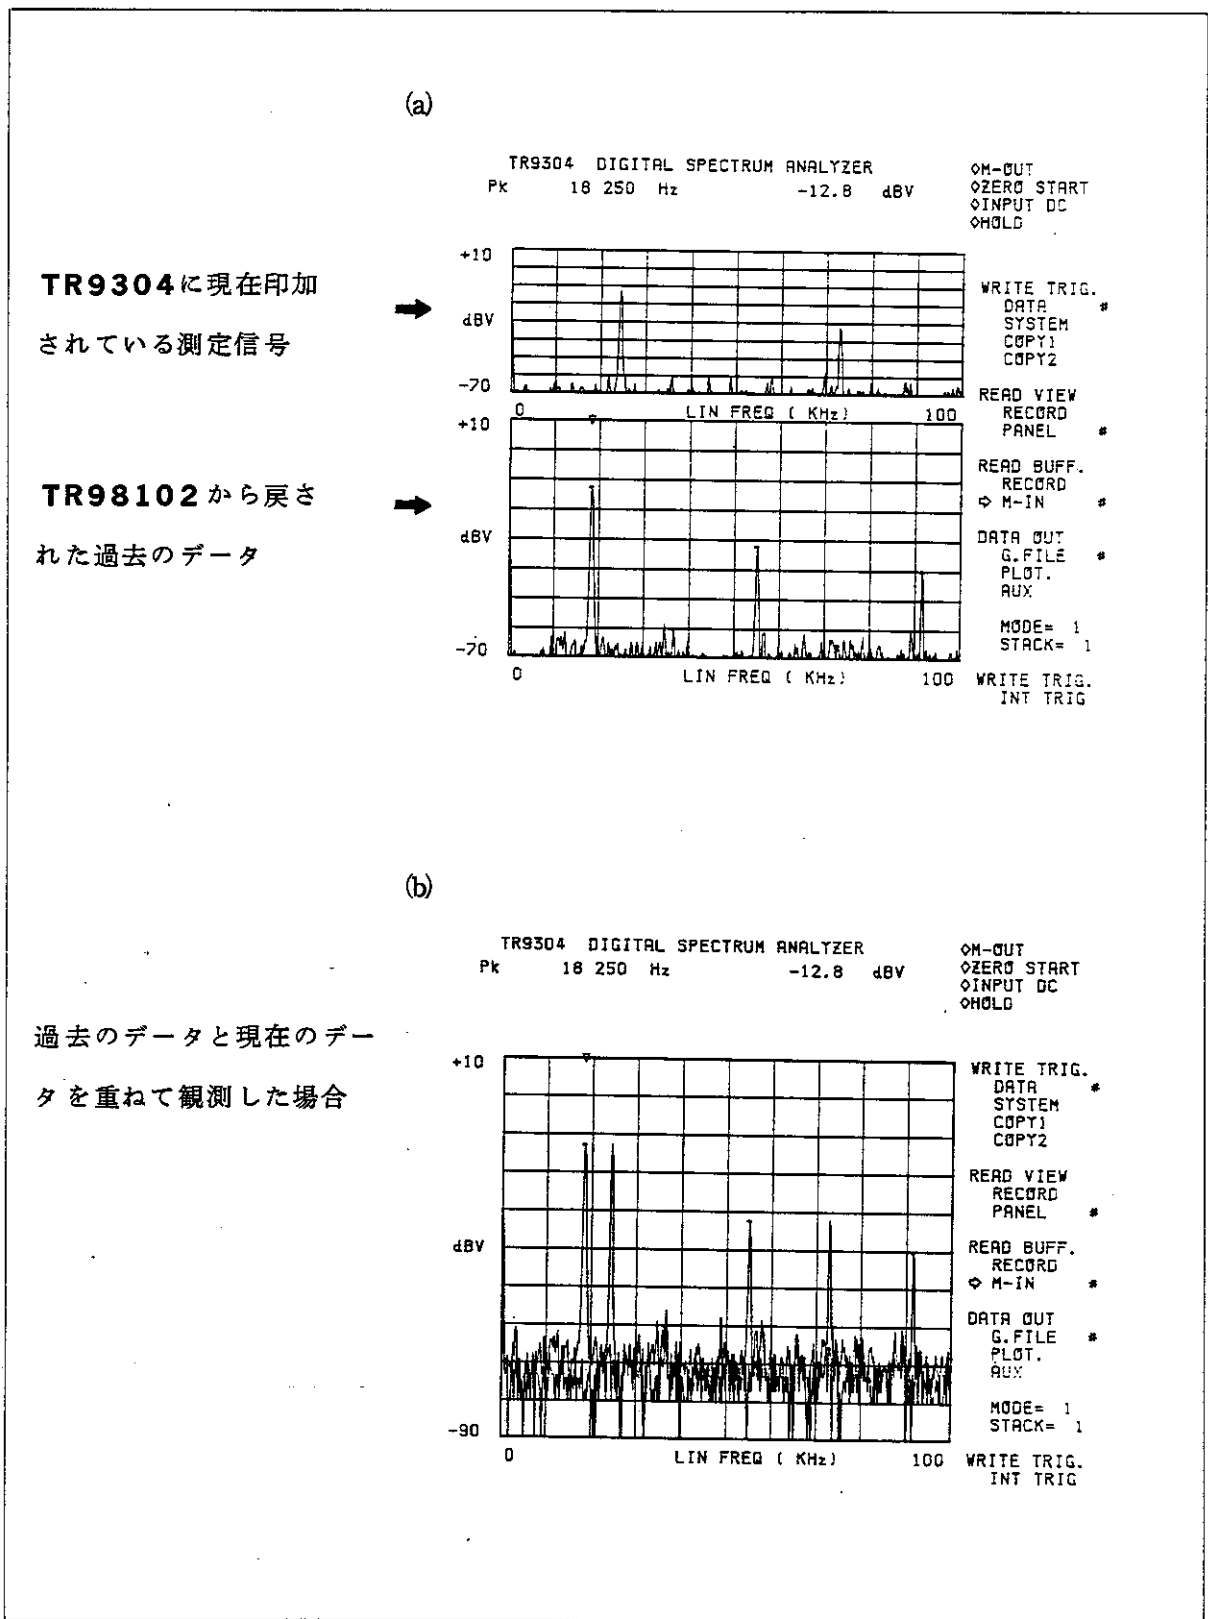 (a)
TR9304 DIGITAL SPECTRUM ANALYZER
Pk 18 250 Hz -12.8 dBV
◇M-OUT
◇ZERO START
◇INPUT DC
◇HOLD
TR9304に現在印加
されている測定信号
+10
dBV
-70
0 LIN FREQ ( KHz) 100
WRITE TRIG.
DATA #
SYSTEM
COPY1
COPY2
READ VIEW
RECORD
PANEL #
TR98102から戻さ
れた過去のデータ
+10
dBV
-70
0 LIN FREQ ( KHz) 100
READ BUFF.
RECORD
M-IN #
DATA OUT
G.FILE #
PLOT.
AUX
MODE= 1
STACK= 1
WRITE TRIG.
INT TRIG
(b)
TR9304 DIGITAL SPECTRUM ANALYZER
Pk 18 250 Hz -12.8 dBV
◇M-OUT
◇ZERO START
◇INPUT DC
◇HOLD
過去のデータと現在のデー
タを重ねて観測した場合
+10
dBV
-90
0 LIN FREQ ( KHz) 100
WRITE TRIG.
DATA #
SYSTEM
COPY1
COPY2
READ VIEW
RECORD
PANEL #
READ BUFF.
RECORD
M-IN #
DATA OUT
G.FILE #
PLOT.
AUX
MODE= 1
STACK= 1
WRITE TRIG.
INT TRIG